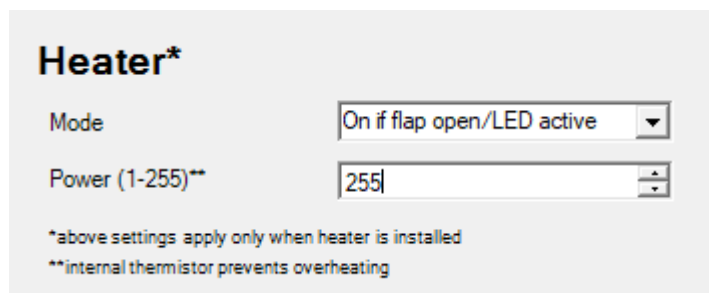 Heater*
Mode On if flap open/LED active
Power (1-255)** 255
*above settings apply only when heater is installed
**internal thermistor prevents overheating